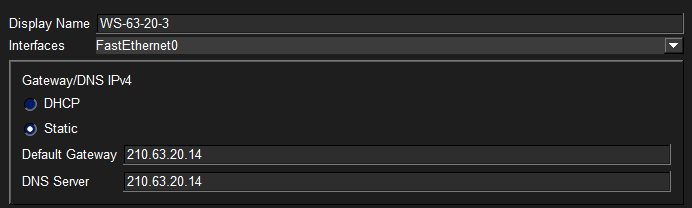 Display Name WS-63-20-3
Interfaces FastEthernet0
Gateway/DNS IPv4
DHCP
Static
Default Gateway 210.63.20.14
DNS Server 210.63.20.14